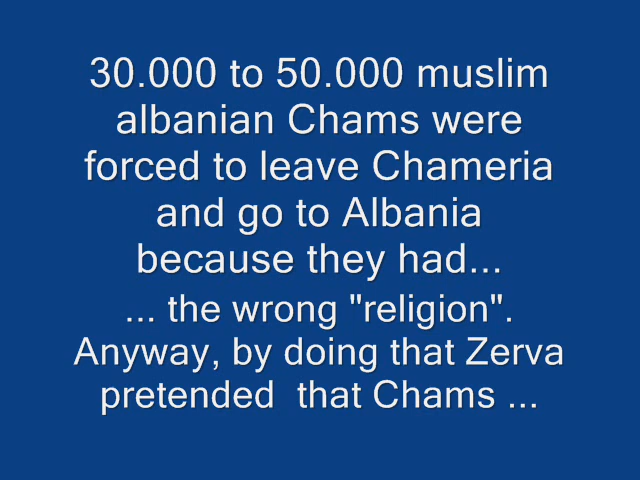 30.000 to 50.000 muslim
albanian Chams were
forced to leave Chameria
and go to Albania
because they had...
... the wrong "religion".
Anyway, by doing that Zerva
pretended  that Chams ...